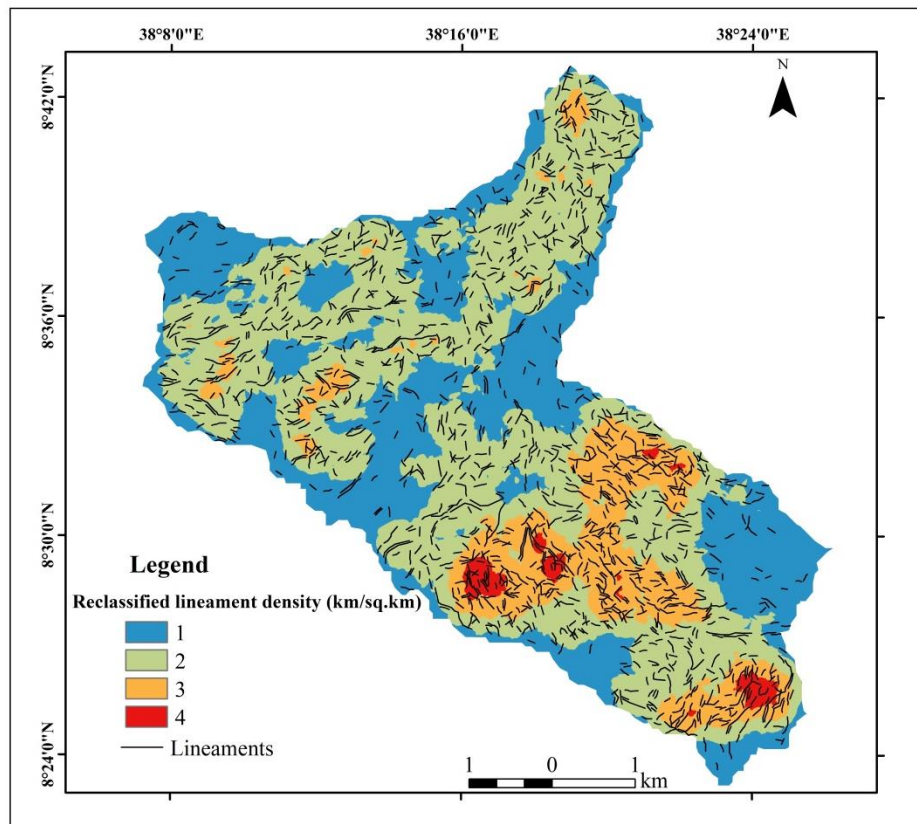 38°8'0"E 38°16'0"E 38°24'0"E
N
8°42'0"N
8°36'0"N
8°30'0"N
8°24'0"N
Legend
Reclassified lineament density (km/sq.km)
1
2
3
4
Lineaments
1 0 1
km